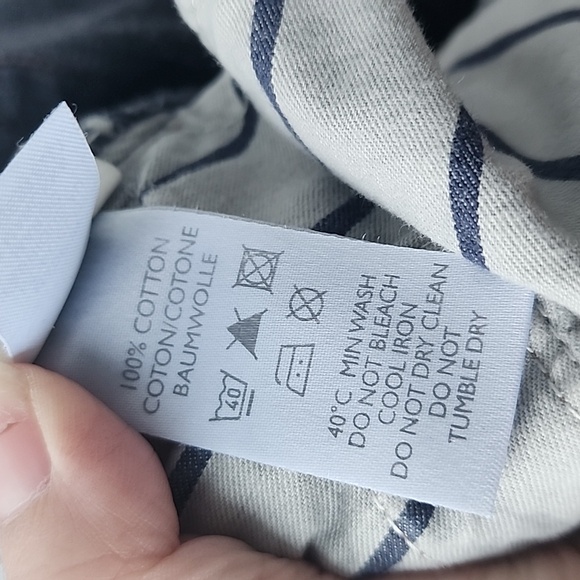 100% COTTON
COTON/COTONE
BAUMWOLLE
40
40°C MIN WASH
DO NOT BLEACH
COOL IRON
DO NOT DRY CLEAN
DO NOT
TUMBLE DRY